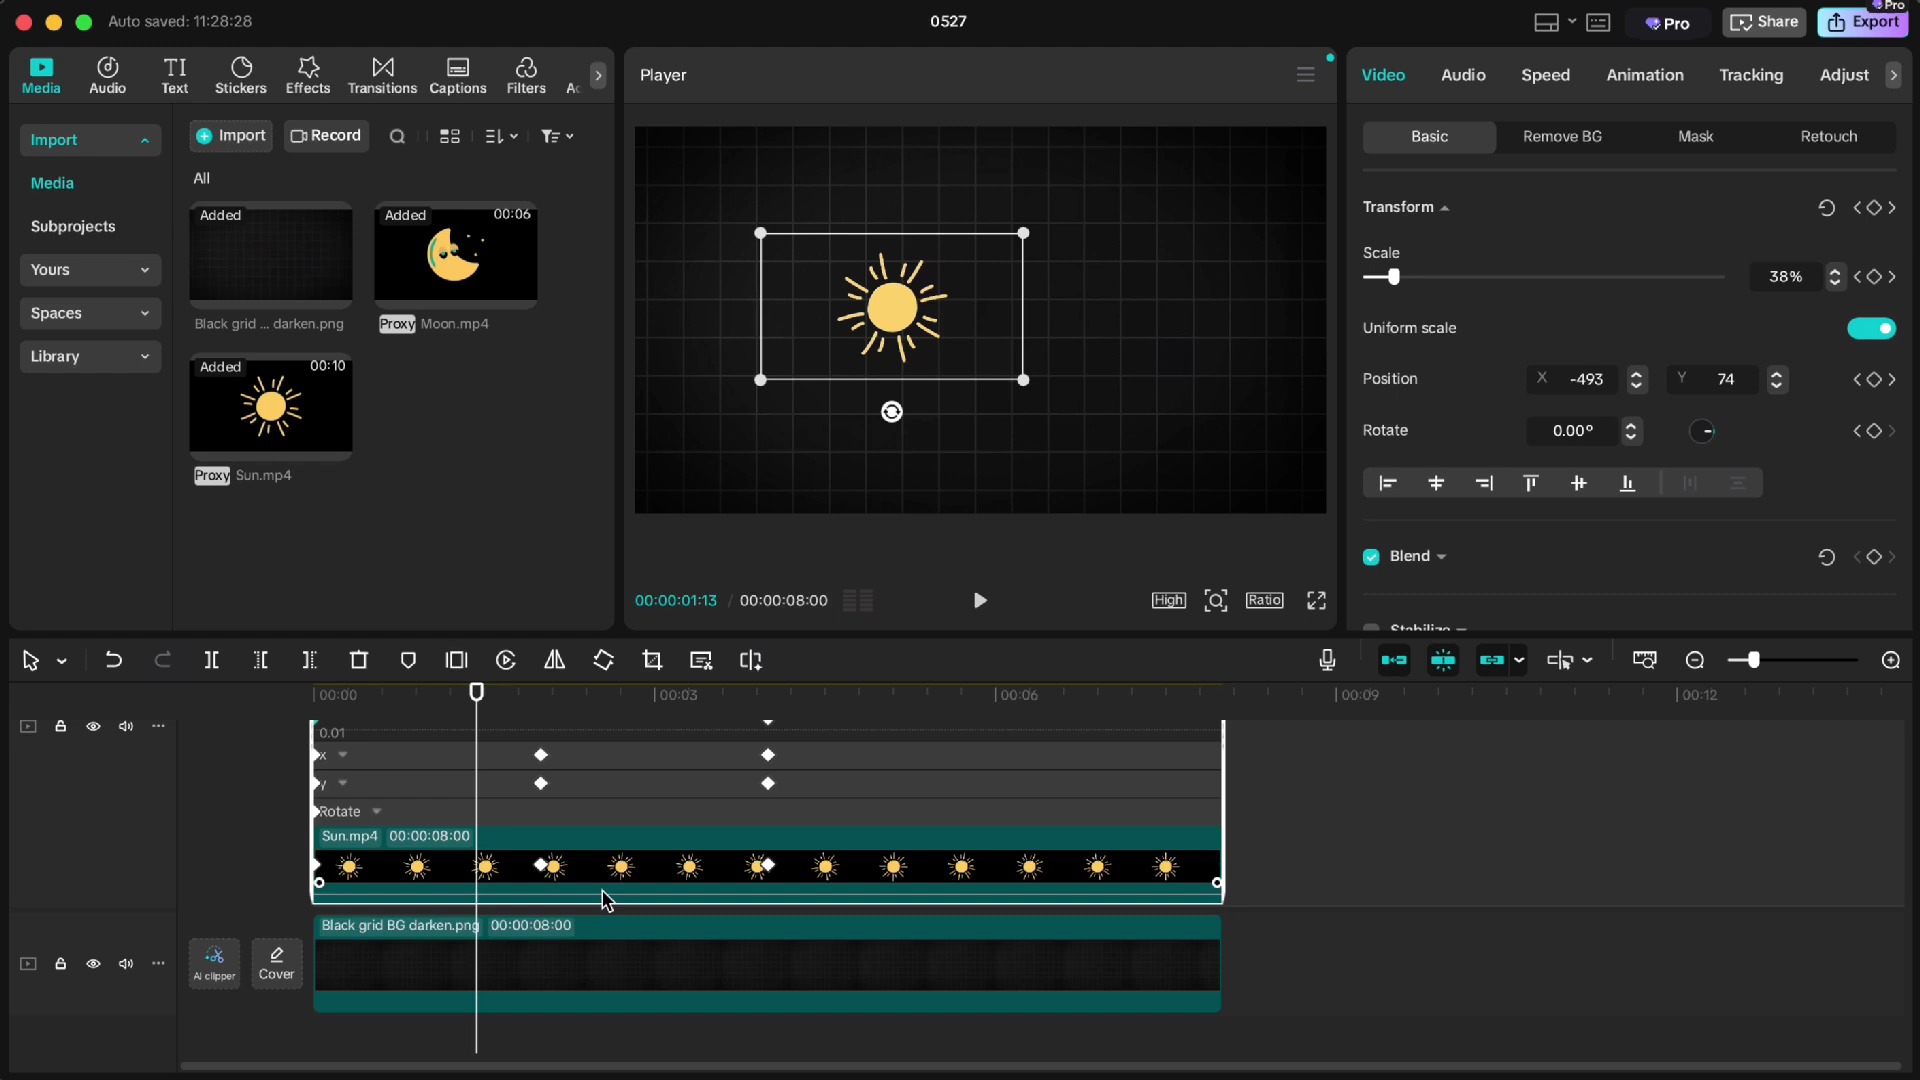 Auto saved: 11:28:28
0527
Pro
Share
Export
Pro
Media
Audio
Text
Stickers
Effects
Transitions
Captions
Filters
Import
Media
Subprojects
Yours
Spaces
Library
Import
Record
All
Added
Black grid ... darken.png
Added
00:06
Proxy Moon.mp4
Added
00:10
Proxy Sun.mp4
Player
00:00:01:13 / 00:00:08:00
High
Ratio
Video
Audio
Speed
Animation
Tracking
Adjust
Basic
Remove BG
Mask
Retouch
Transform
Scale
38%
Uniform scale
Position
X -493
Y 74
Rotate
0.00°
Blend
Stabilize
00:00
00:03
00:06
00:09
00:12
0.01
x
y
Rotate
Sun.mp4 00:00:08:00
Black grid BG darken.png 00:00:08:00
AI clipper
Cover